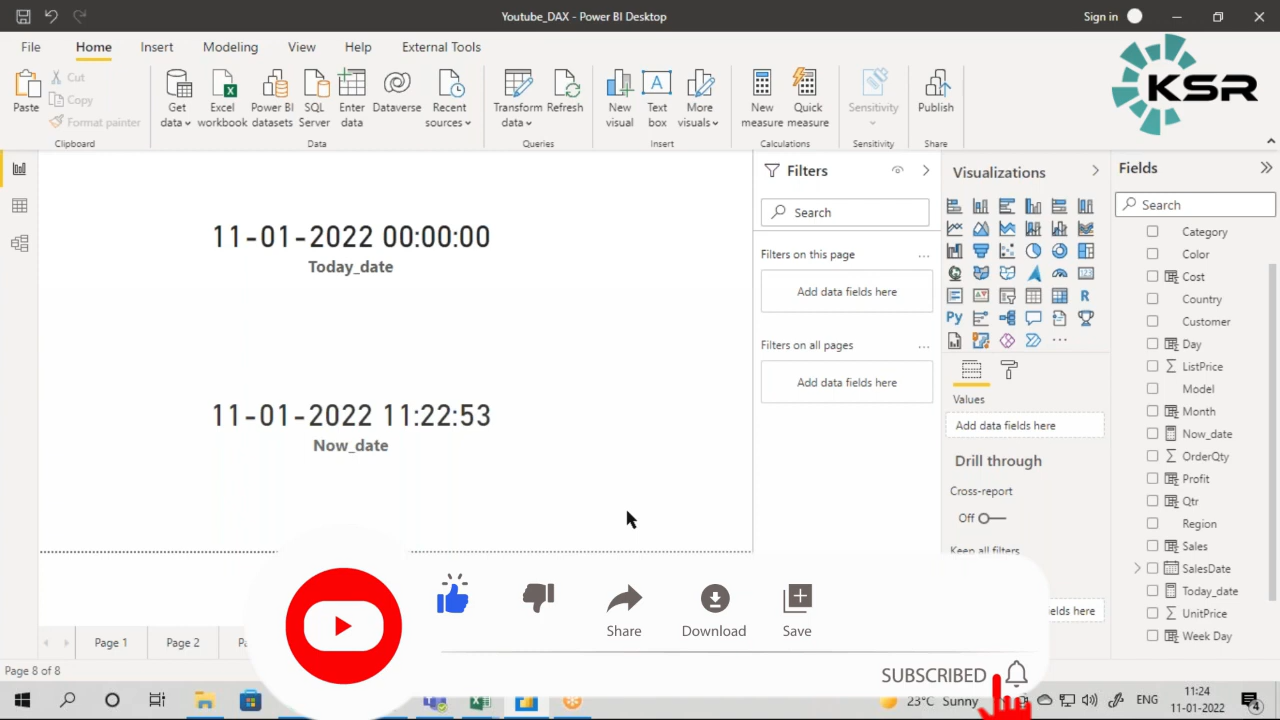 Youtube_DAX - Power BI Desktop
Sign in
File Home Insert Modeling View Help External Tools
KSR
Paste
Cut
Copy
Format painter
Clipboard
Get data
Excel workbook
Power BI datasets
SQL Server
Enter data
Dataverse
Recent sources
Data
Transform data
Refresh
Queries
New visual
Text box
More visuals
Insert
New measure
Quick measure
Calculations
Sensitivity
Sensitivity
Publish
Share
11-01-2022 00:00:00
Today_date
11-01-2022 11:22:53
Now_date
Filters
Search
Filters on this page
Add data fields here
Filters on all pages
Add data fields here
Visualizations
R
Py
123
Values
Add data fields here
Drill through
Cross-report
Off
Keep all filters
elds here
Fields
Search
Category
Color
Cost
Country
Customer
Day
ListPrice
Model
Month
Now_date
OrderQty
Profit
Qtr
Region
Sales
SalesDate
Today_date
UnitPrice
Week Day
Share
Download
Save
SUBSCRIBED
Page 1
Page 2
Page 8 of 8
23°C Sunny
ENG
11:24
11-01-2022
4